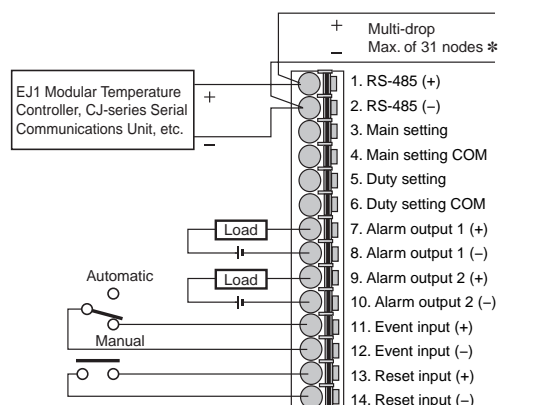 + Multi-drop
– Max. of 31 nodes *
EJ1 Modular Temperature
Controller, CJ-series Serial
Communications Unit, etc.
+
–
1. RS-485 (+)
2. RS-485 (−)
3. Main setting
4. Main setting COM
5. Duty setting
6. Duty setting COM
7. Alarm output 1 (+)
8. Alarm output 1 (−)
9. Alarm output 2 (+)
10. Alarm output 2 (−)
11. Event input (+)
12. Event input (−)
13. Reset input (+)
14. Reset input (−)
Load
Load
Automatic
Manual